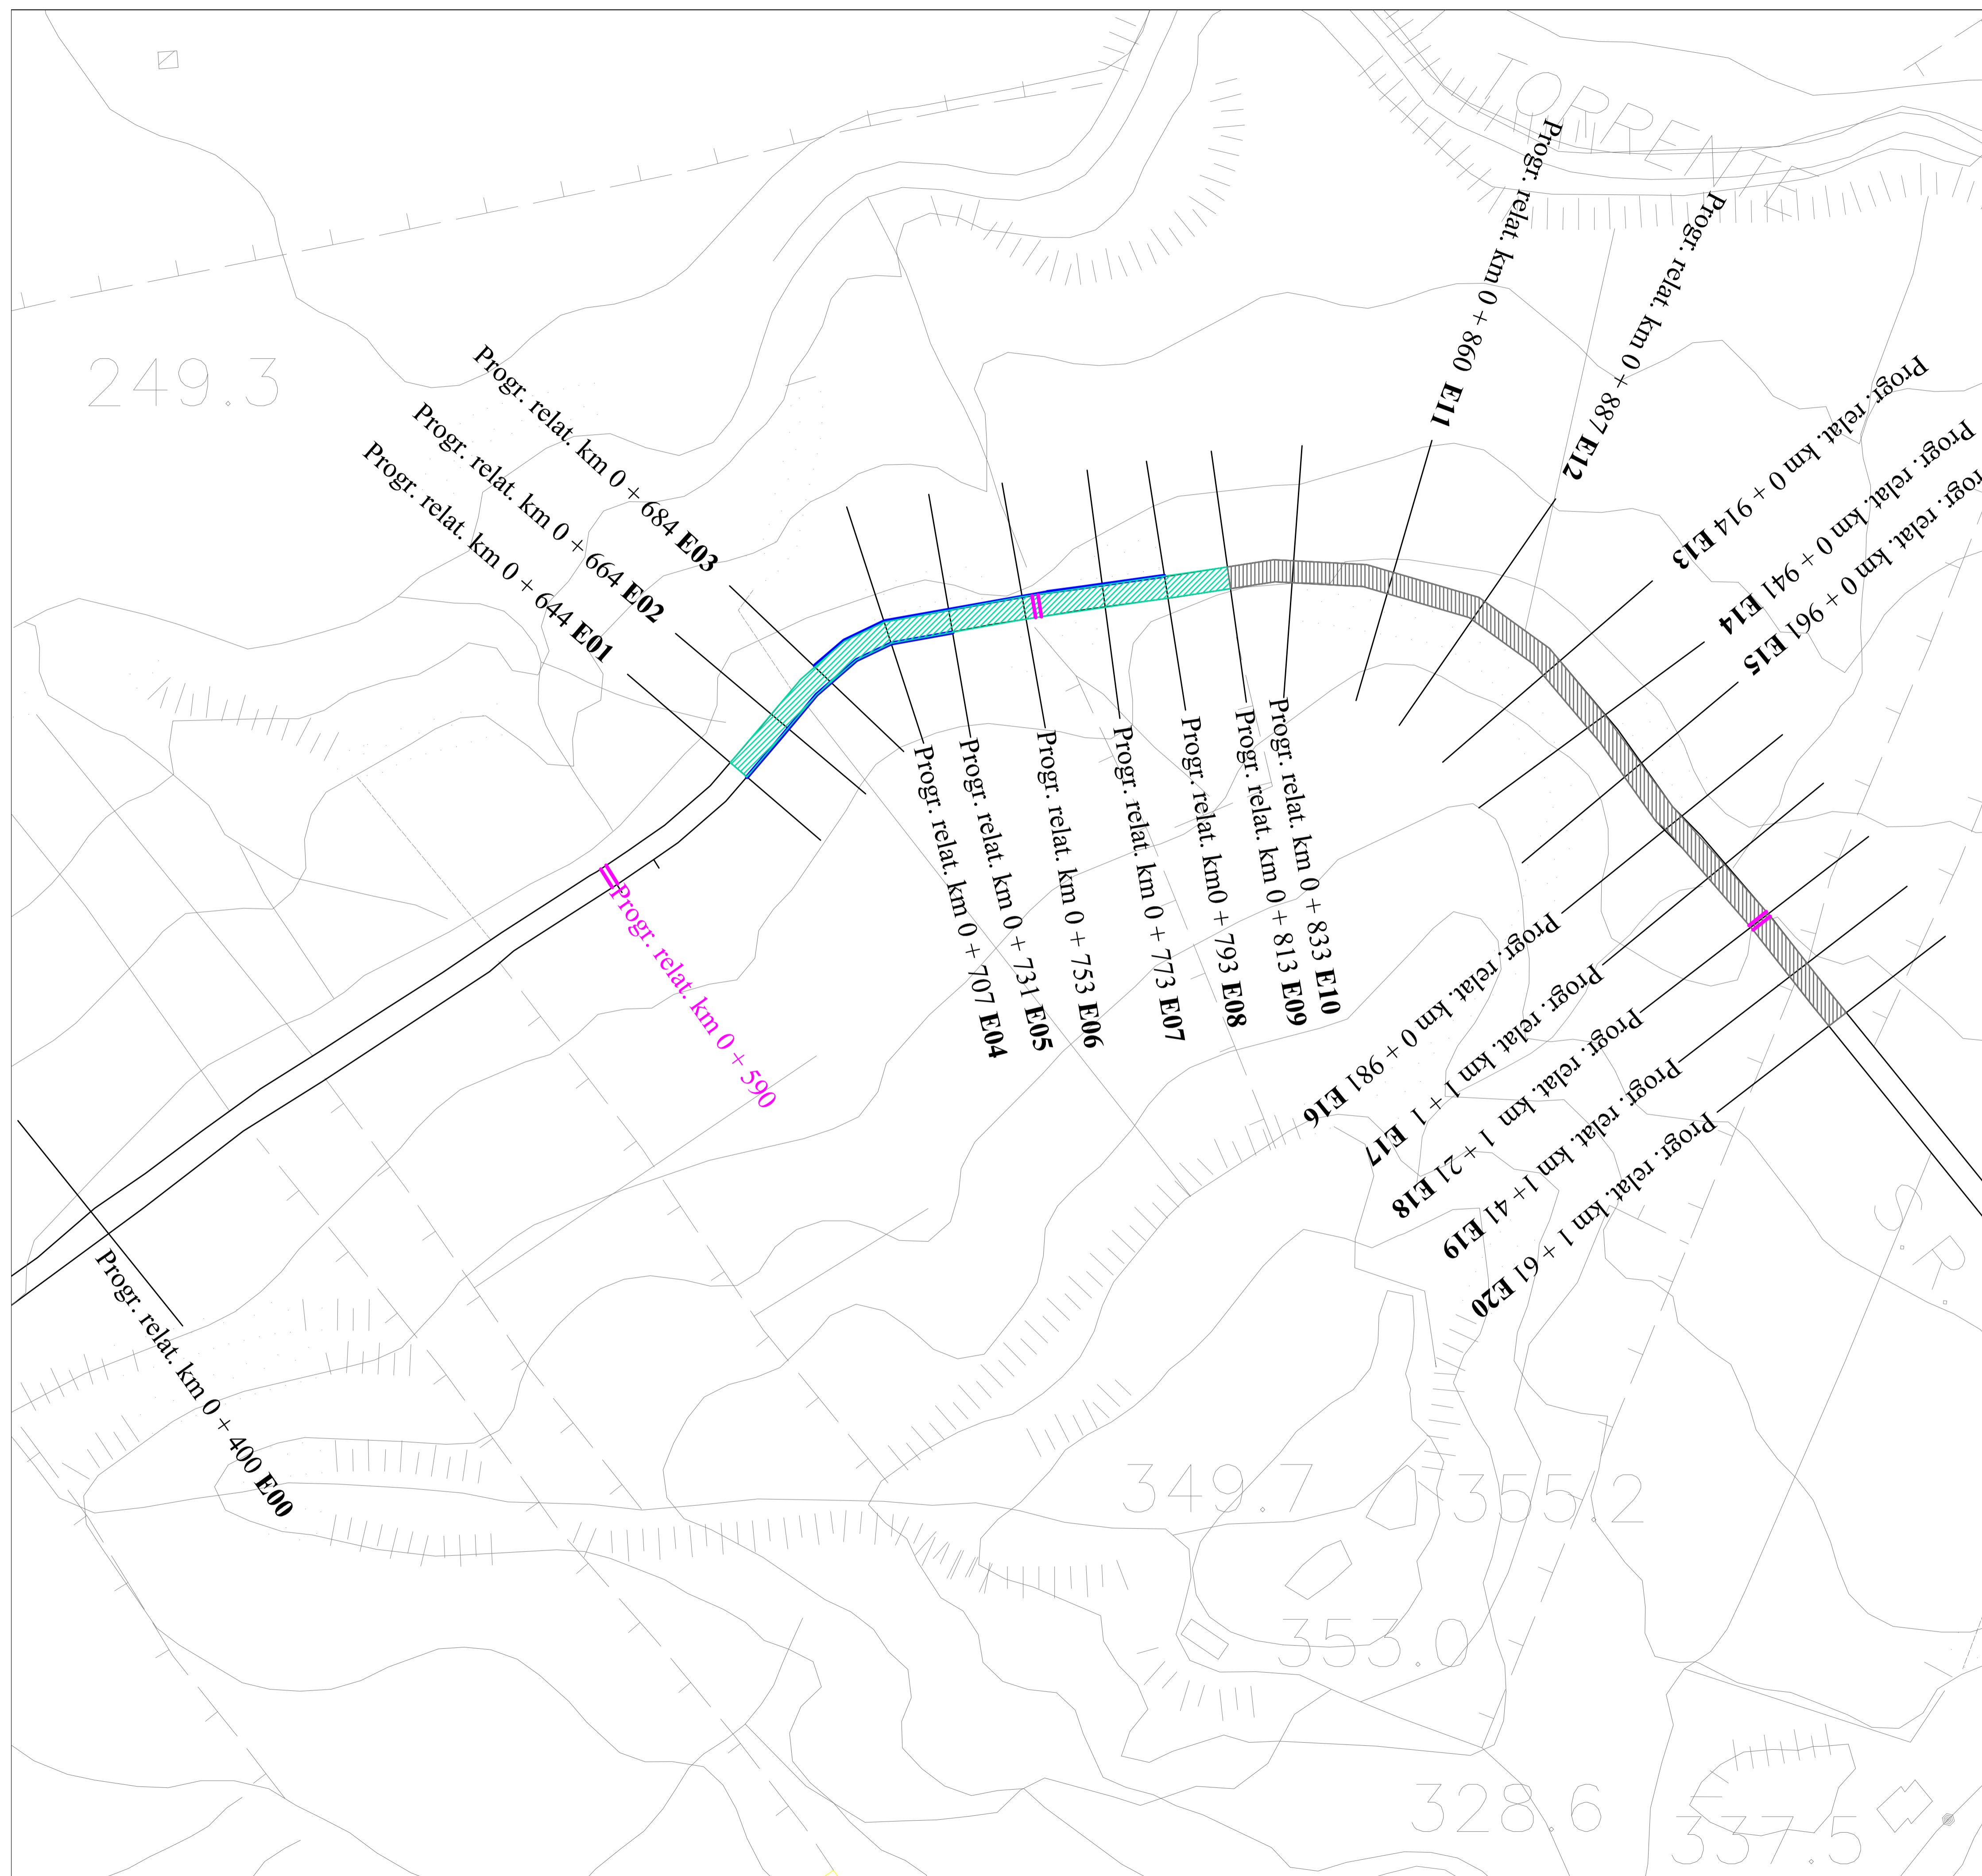 TORRENTE
249.3
Progr. relat. km 0 + 684 E03
Progr. relat. km 0 + 664 E02
Progr. relat. km 0 + 644 E01
Progr. relat. km 0 + 860 E11
Progr. relat. km 0 + 887 E12
Progr. relat. km 0 + 914 E13
Progr. relat. km 0 + 941 E14
rogr. relat. km 0 + 961 E15
Progr. relat. km 0 + 590
Progr. relat. km 0 + 707 E04
Progr. relat. km 0 + 731 E05
Progr. relat. km 0 + 753 E06
Progr. relat. km 0 + 773 E07
Progr. relat. km0 + 793 E08
Progr. relat. km 0 + 813 E09
Progr. relat. km 0 + 833 E10
Progr. relat. km 0 + 981 E16
Progr. relat. km 1 + 1 E17
Progr. relat. km 1 + 21 E18
Progr. relat. km 1+ 41 E19
Progr. relat. km 1 + 61 E20
S.P.
Progr. relat. km 0 + 400 E00
349.7
355.2
353.0
328.6
337.5